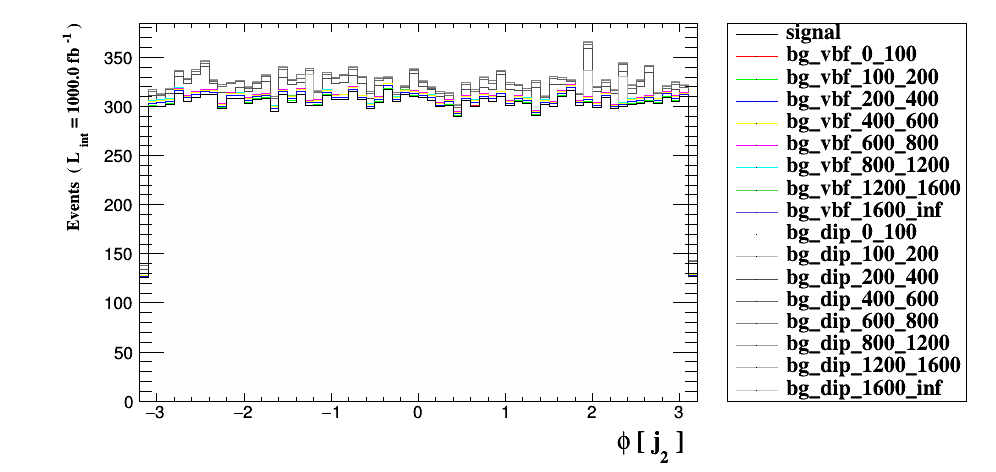 Events ( L int = 1000.0 fb -1 )
350
300
250
200
150
100
50
0
−3 −2 −1 0 1 2 3
ϕ [ j 2 ]
signal
bg_vbf_0_100
bg_vbf_100_200
bg_vbf_200_400
bg_vbf_400_600
bg_vbf_600_800
bg_vbf_800_1200
bg_vbf_1200_1600
bg_vbf_1600_inf
bg_dip_0_100
bg_dip_100_200
bg_dip_200_400
bg_dip_400_600
bg_dip_600_800
bg_dip_800_1200
bg_dip_1200_1600
bg_dip_1600_inf